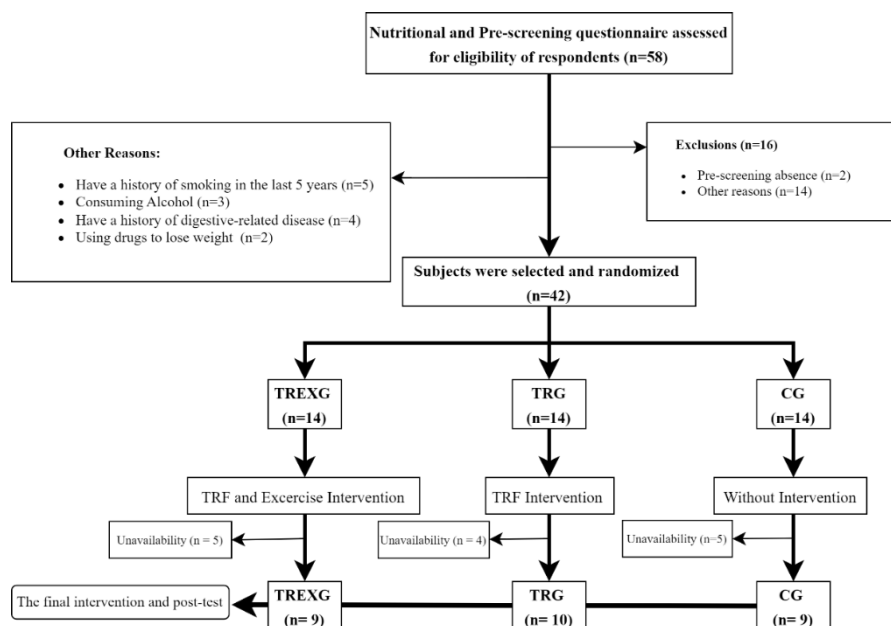 Nutritional and Pre-screening questionnaire assessed
for eligibility of respondents (n=58)
Other Reasons:
• Have a history of smoking in the last 5 years (n=5)
• Consuming Alcohol (n=3)
• Have a history of digestive-related disease (n=4)
• Using drugs to lose weight (n=2)
Exclusions (n=16)
• Pre-screening absence (n=2)
• Other reasons (n=14)
Subjects were selected and randomized
(n=42)
TREXG
(n=14)
TRG
(n=14)
CG
(n=14)
TRF and Excercise Intervention
TRF Intervention
Without Intervention
Unavailability (n = 5)
Unavailability (n = 4)
Unavailability (n=5)
The final intervention and post-test
TREXG
(n= 9)
TRG
(n= 10)
CG
(n= 9)